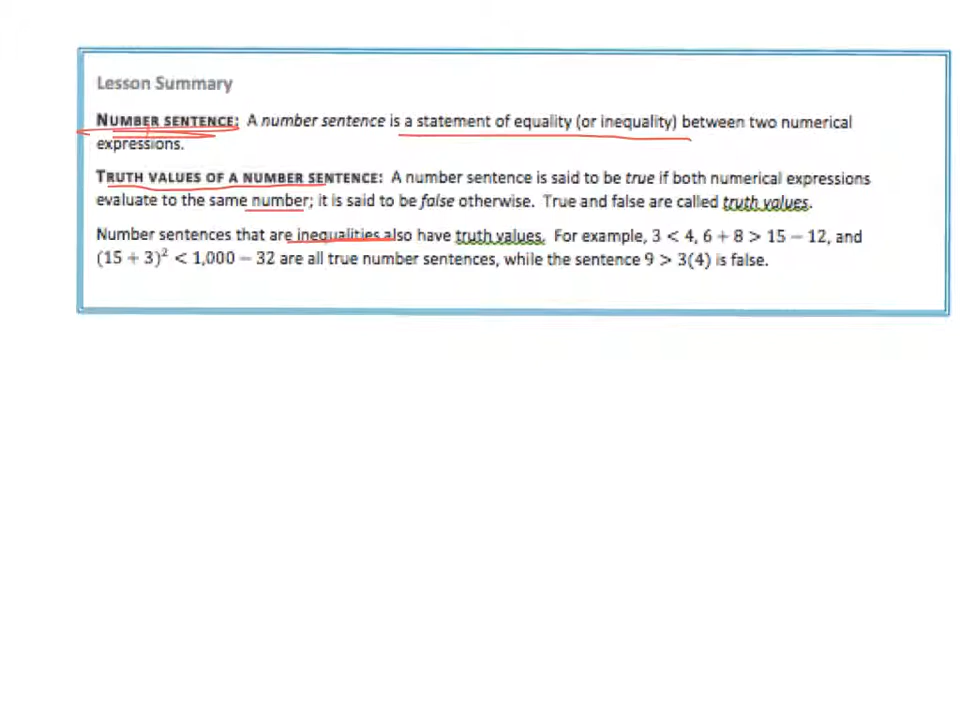 Lesson Summary
NUMBER SENTENCE: A number sentence is a statement of equality (or inequality) between two numerical
expressions.
TRUTH VALUES OF A NUMBER SENTENCE: A number sentence is said to be true if both numerical expressions
evaluate to the same number; it is said to be false otherwise. True and false are called truth values.
Number sentences that are inequalities also have truth values. For example, 3 < 4, 6 + 8 > 15 − 12, and
(15 + 3)² < 1,000 − 32 are all true number sentences, while the sentence 9 > 3(4) is false.